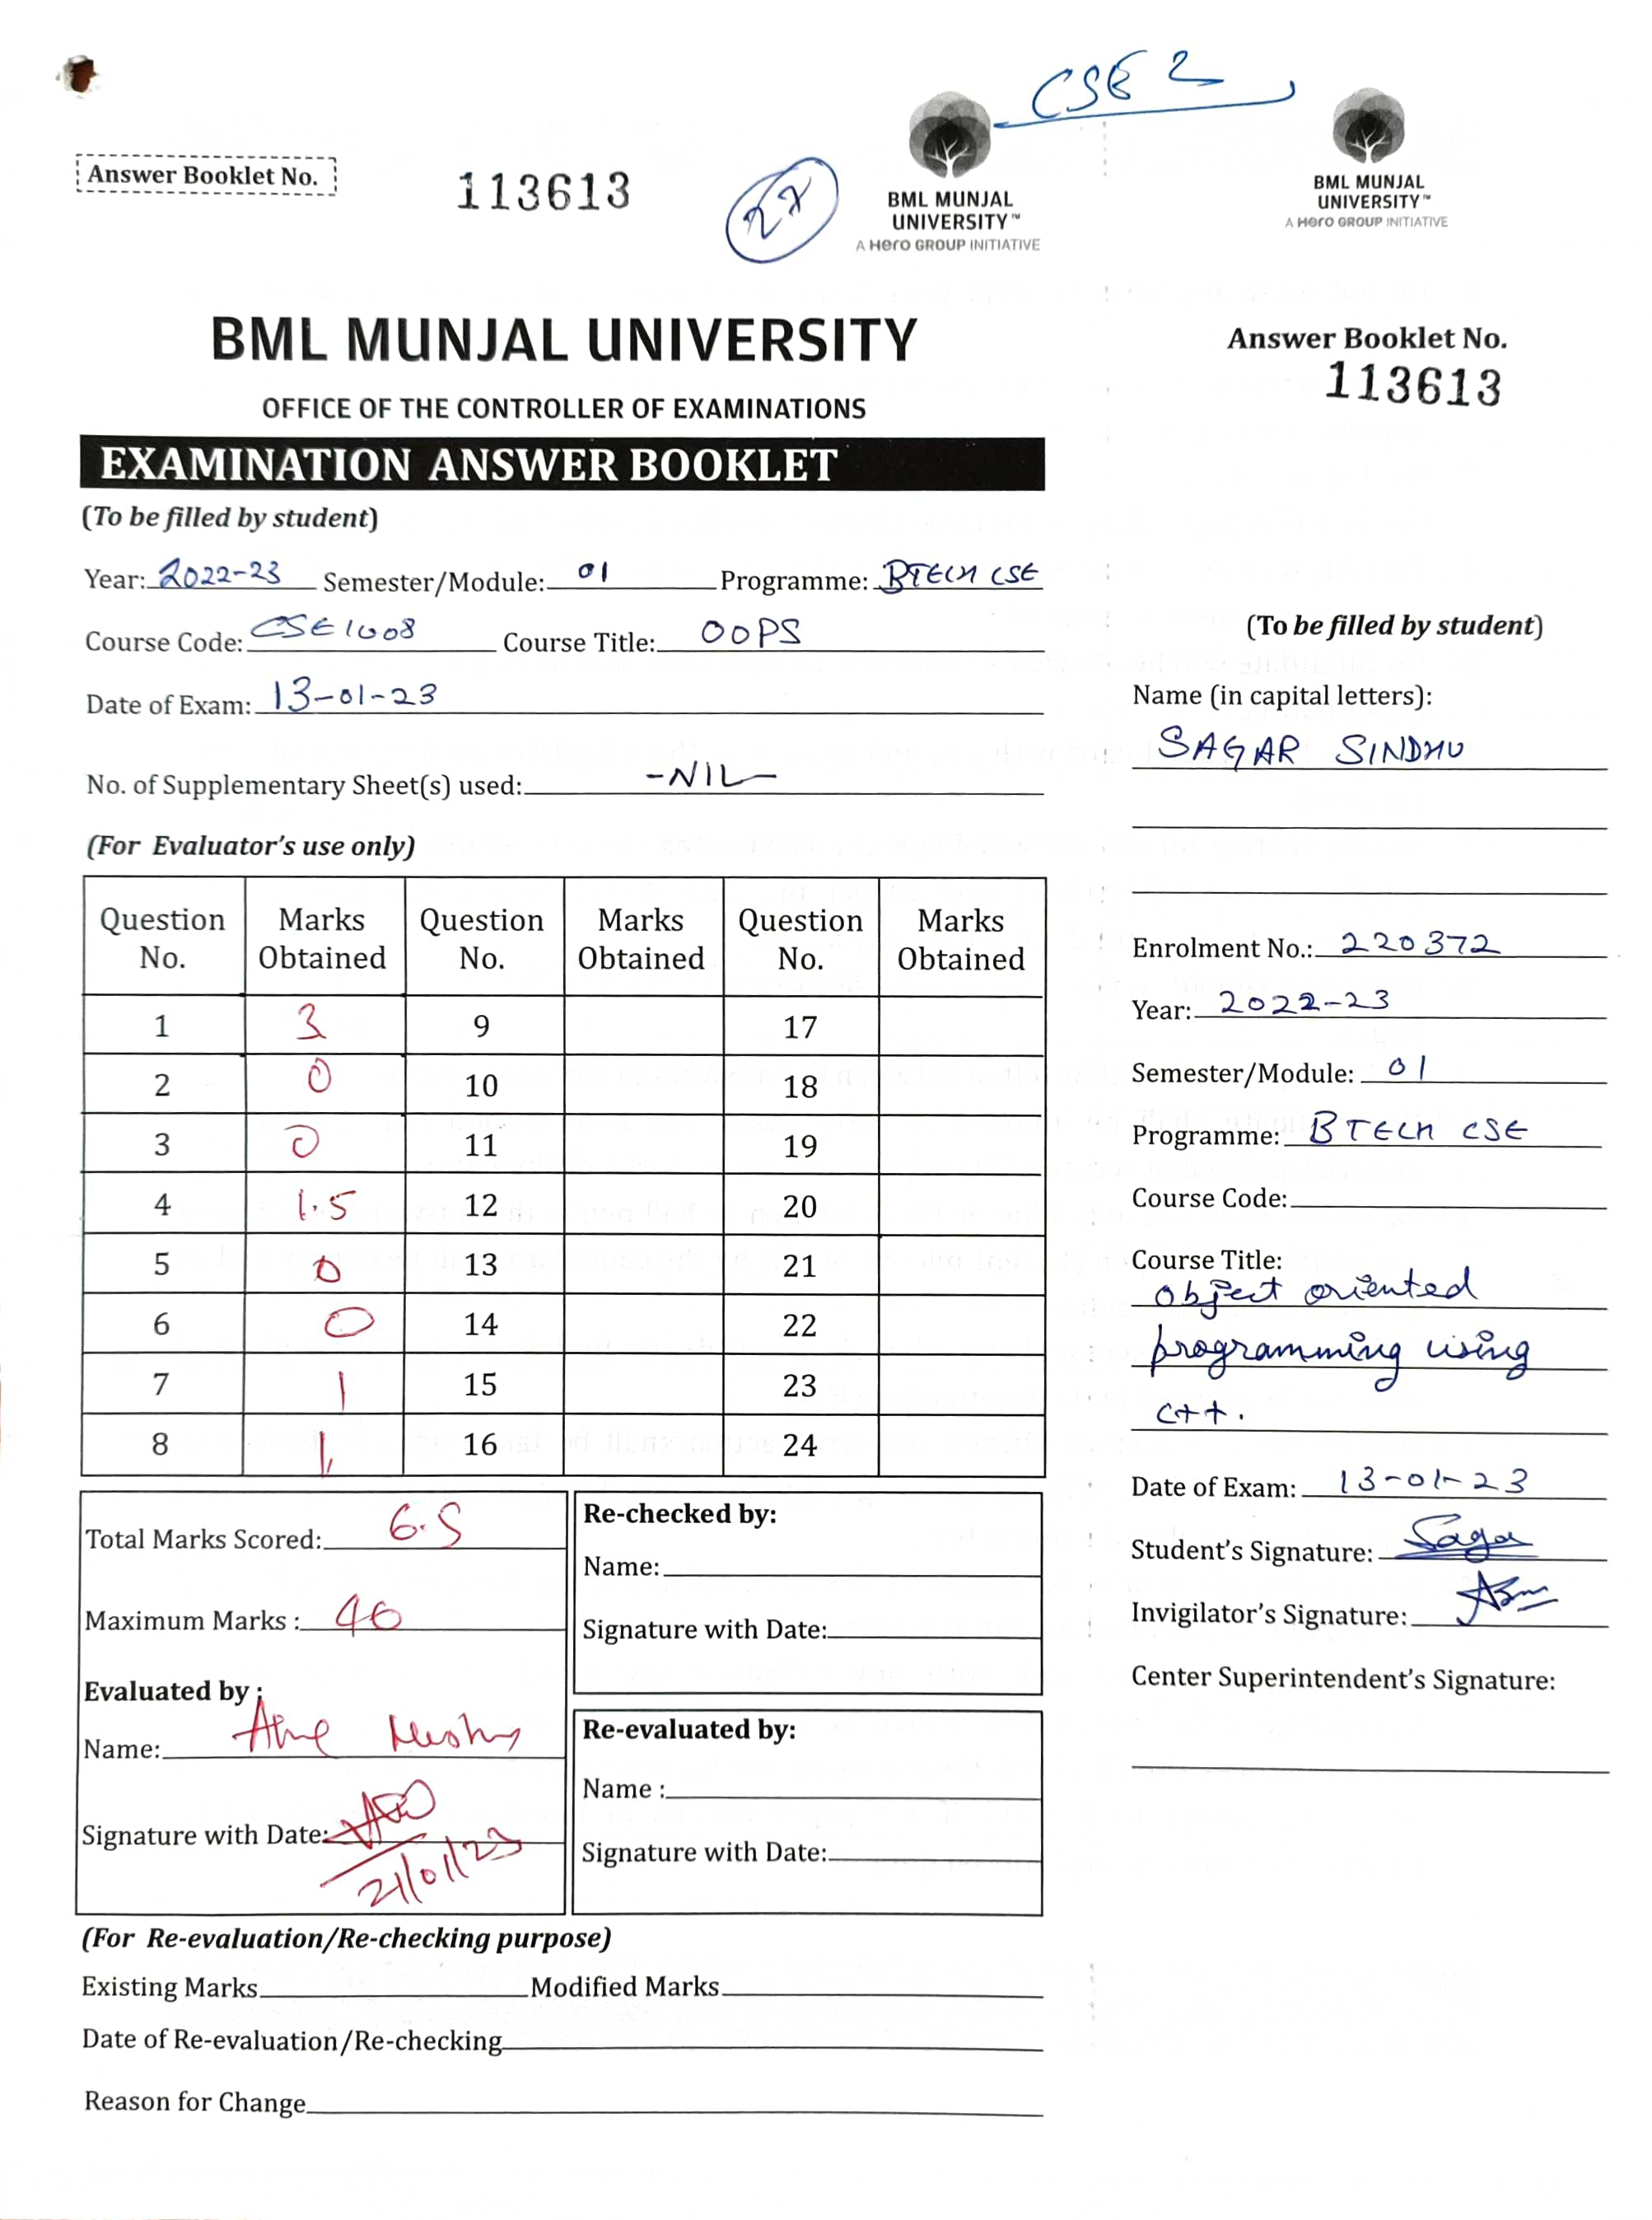 CSE 2
Answer Booklet No.
113613
BML MUNJAL
UNIVERSITY™
A Hero GROUP INITIATIVE
BML MUNJAL
UNIVERSITY™
A Hero GROUP INITIATIVE
BML MUNJAL UNIVERSITY
OFFICE OF THE CONTROLLER OF EXAMINATIONS
EXAMINATION ANSWER BOOKLET
(To be filled by student)
Year: 2022-23 Semester/Module: 01 Programme: BTECH CSE
Course Code: CSE1008 Course Title: OOPS
Date of Exam: 13-01-23
No. of Supplementary Sheet(s) used: -NIL-
(For Evaluator's use only)
Question No. Marks Obtained Question No. Marks Obtained Question No. Marks Obtained
1 3 9 17
2 0 10 18
3 0 11 19
4 1.5 12 20
5 0 13 21
6 0 14 22
7 1 15 23
8 1 16 24
Total Marks Scored: 6.5
Maximum Marks : 40
Evaluated by :
Name:
Signature with Date: 21/01/23
Re-checked by:
Name:
Signature with Date:
Re-evaluated by:
Name :
Signature with Date:
(For Re-evaluation/Re-checking purpose)
Existing Marks Modified Marks
Date of Re-evaluation/Re-checking
Reason for Change
Answer Booklet No.
113613
(To be filled by student)
Name (in capital letters):
SAGAR SINDHU
Enrolment No.: 220372
Year: 2022-23
Semester/Module: 01
Programme: BTECH CSE
Course Code:
Course Title:
object oriented
programming using
c++.
Date of Exam: 13-01-23
Student's Signature: Sagar
Invigilator's Signature:
Center Superintendent's Signature: